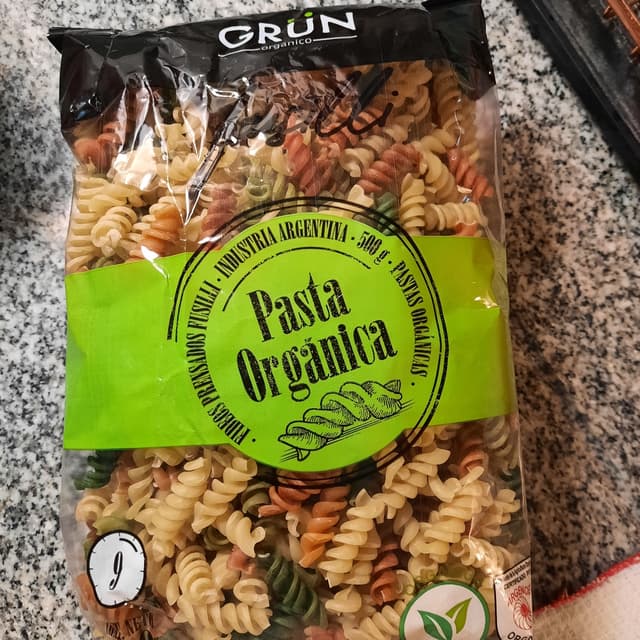 GRÜN
orgánico
FIDEOS PRENSADOS FUSILLI • INDUSTRIA ARGENTINA • 500 g • PASTAS ORGÁNICAS •
Pasta
Orgánica
9